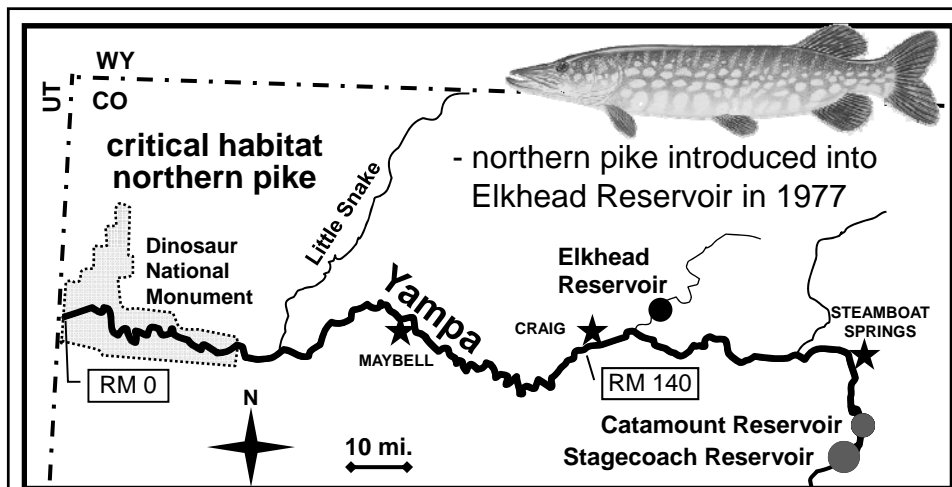 WY
UT
CO
critical habitat
northern pike
- northern pike introduced into
Elkhead Reservoir in 1977
Little Snake
Dinosaur
National
Monument
Elkhead
Reservoir
Yampa
STEAMBOAT
SPRINGS
CRAIG
MAYBELL
RM 0
RM 140
N
10 mi.
Catamount Reservoir
Stagecoach Reservoir